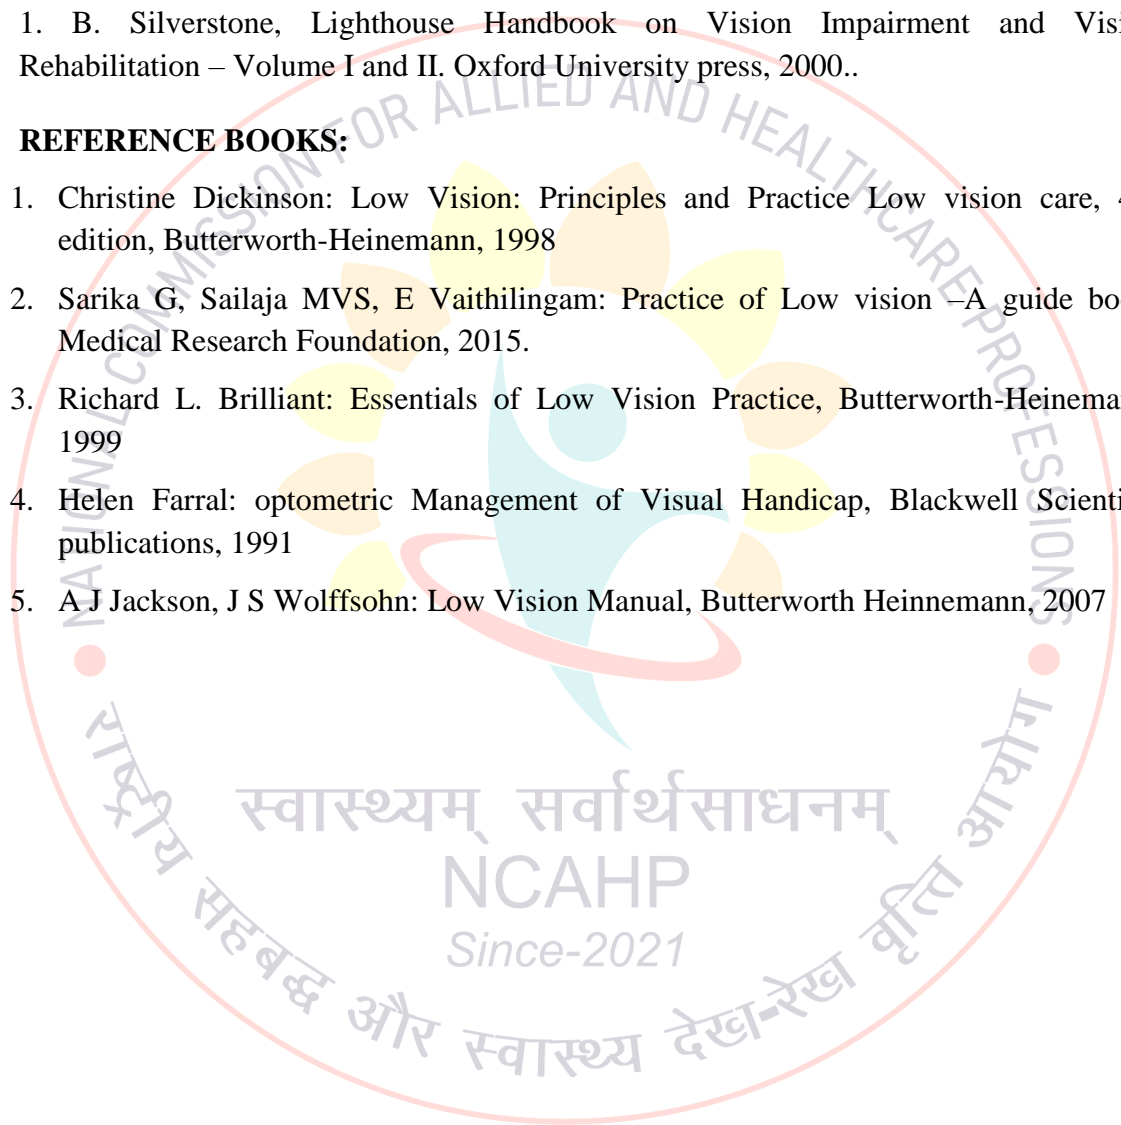 1. B. Silverstone, Lighthouse Handbook on Vision Impairment and Visi
Rehabilitation – Volume I and II. Oxford University press, 2000..
REFERENCE BOOKS:
1. Christine Dickinson: Low Vision: Principles and Practice Low vision care, 4
edition, Butterworth-Heinemann, 1998
2. Sarika G, Sailaja MVS, E Vaithilingam: Practice of Low vision –A guide bo
Medical Research Foundation, 2015.
3. Richard L. Brilliant: Essentials of Low Vision Practice, Butterworth-Heinema
1999
4. Helen Farral: optometric Management of Visual Handicap, Blackwell Scienti
publications, 1991
5. A J Jackson, J S Wolffsohn: Low Vision Manual, Butterworth Heinnemann, 2007
NATIONAL COMMISSION FOR ALLIED AND HEALTHCARE PROFESSIONS
स्वास्थ्यम् सर्वार्थसाधनम्
NCAHP
Since-2021
राष्ट्रीय सहबद्ध और स्वास्थ्य देख-रेख वृत्ति आयोग